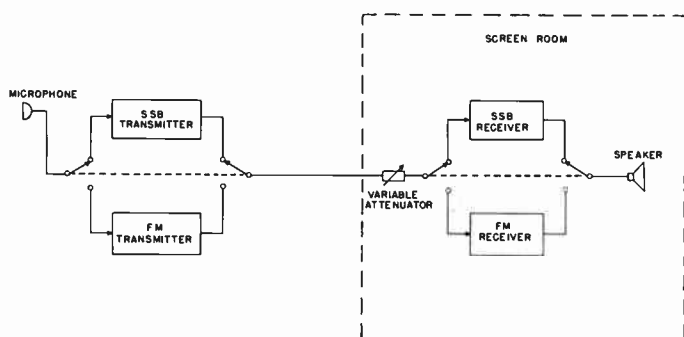 SCREEN ROOM
MICROPHONE
SSB
TRANSMITTER
SSB
RECEIVER
SPEAKER
VARIABLE
ATTENUATOR
FM
TRANSMITTER
FM
RECEIVER